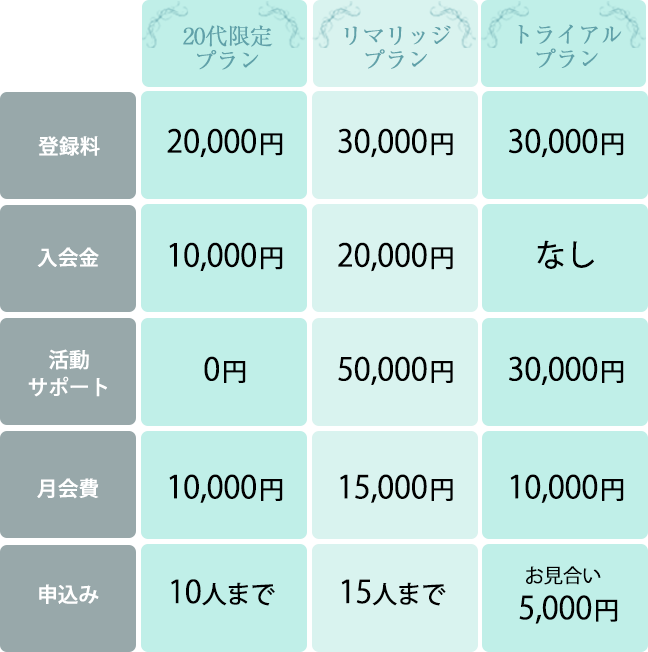 20代限定
プラン
リマリッジ
プラン
トライアル
プラン
登録料
20,000円
30,000円
30,000円
入会金
10,000円
20,000円
なし
活動
サポート
0円
50,000円
30,000円
月会費
10,000円
15,000円
10,000円
申込み
10人まで
15人まで
お見合い
5,000円